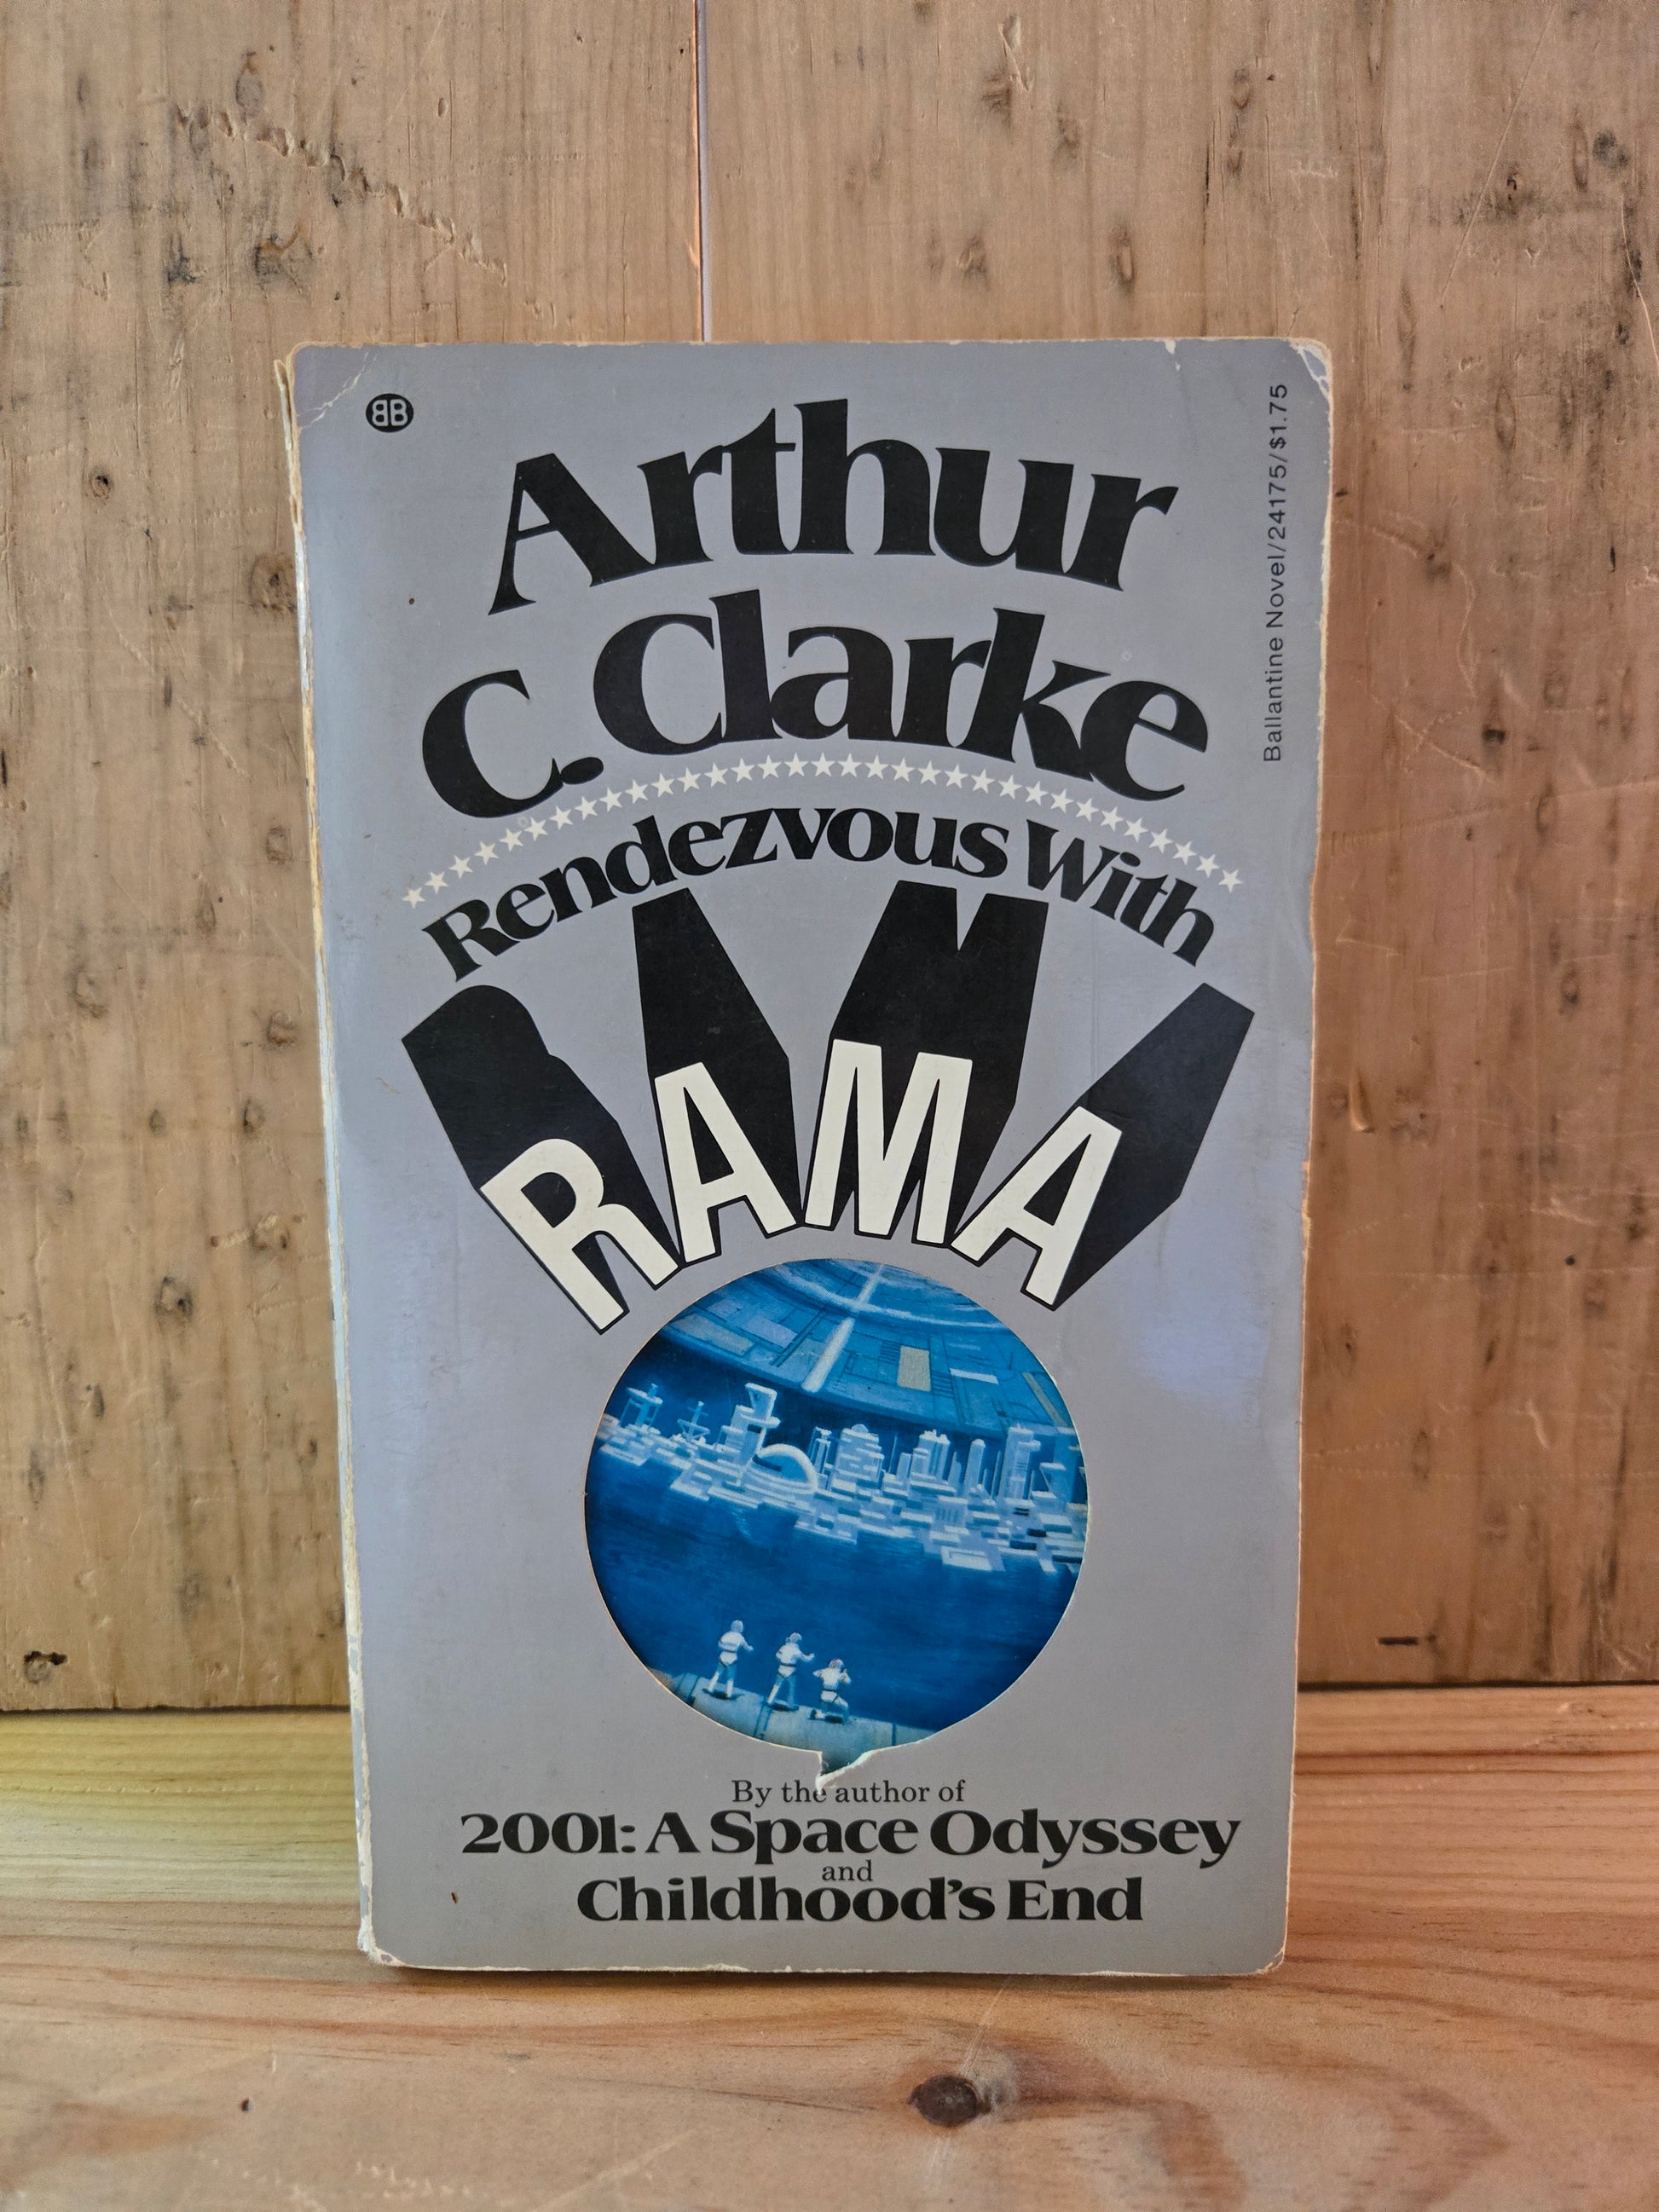 BB
Arthur
C. Clarke
Rendezvous With
RAMA
By the author of
2001: A Space Odyssey
and
Childhood's End
Ballantine Novel/24175/$1.75